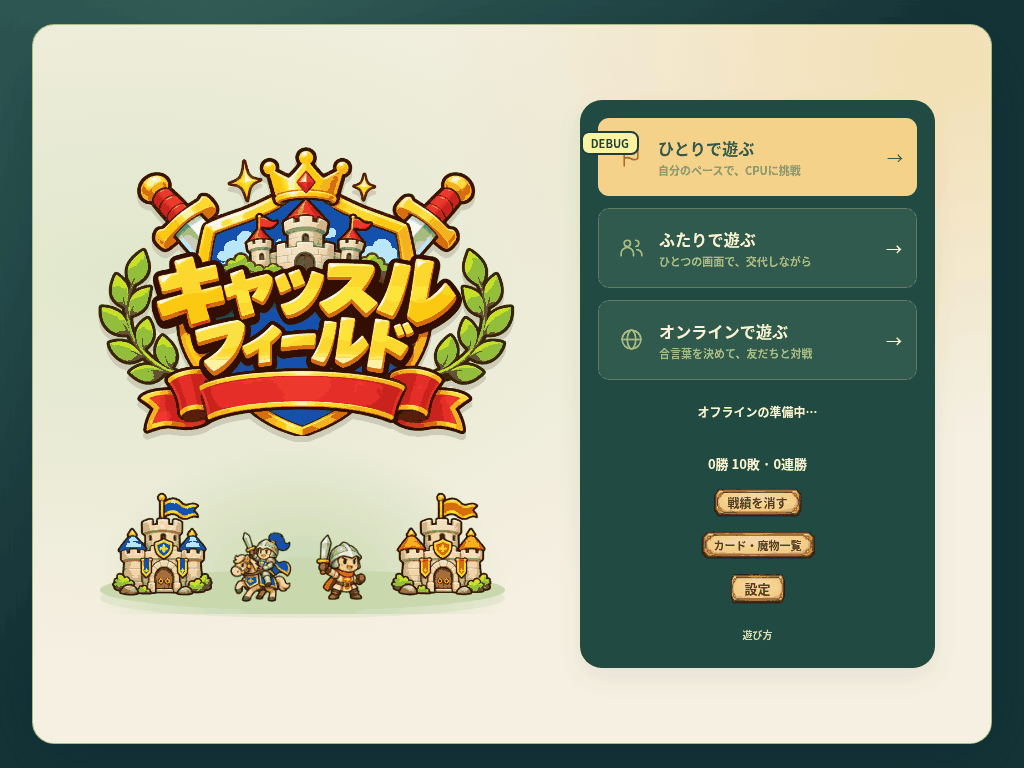 キャッスル
フィールド
DEBUG
ひとりで遊ぶ
自分のペースで、CPUに挑戦
→
ふたりで遊ぶ
ひとつの画面で、交代しながら
→
オンラインで遊ぶ
合言葉を決めて、友だちと対戦
→
オフラインの準備中…
0勝 10敗・0連勝
戦績を消す
カード・魔物一覧
設定
遊び方